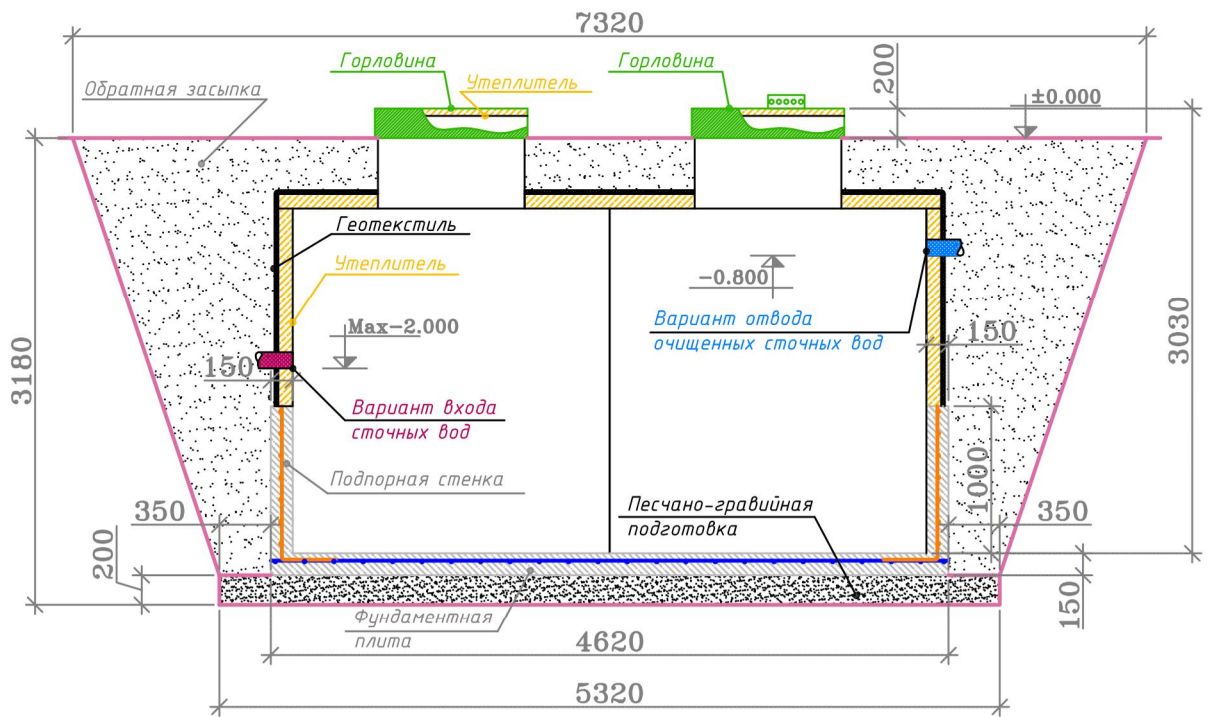 7320
Горловина
Горловина
Утеплитель
Обратная засыпка
200
±0.000
Геотекстиль
Утеплитель
-0.800
Max-2.000
Вариант отвода
очищенных сточных вод
150
150
3180
3030
Вариант входа
сточных вод
Подпорная стенка
1000
Песчано-гравийная
подготовка
350
350
200
150
Фундаментная
плита
4620
5320